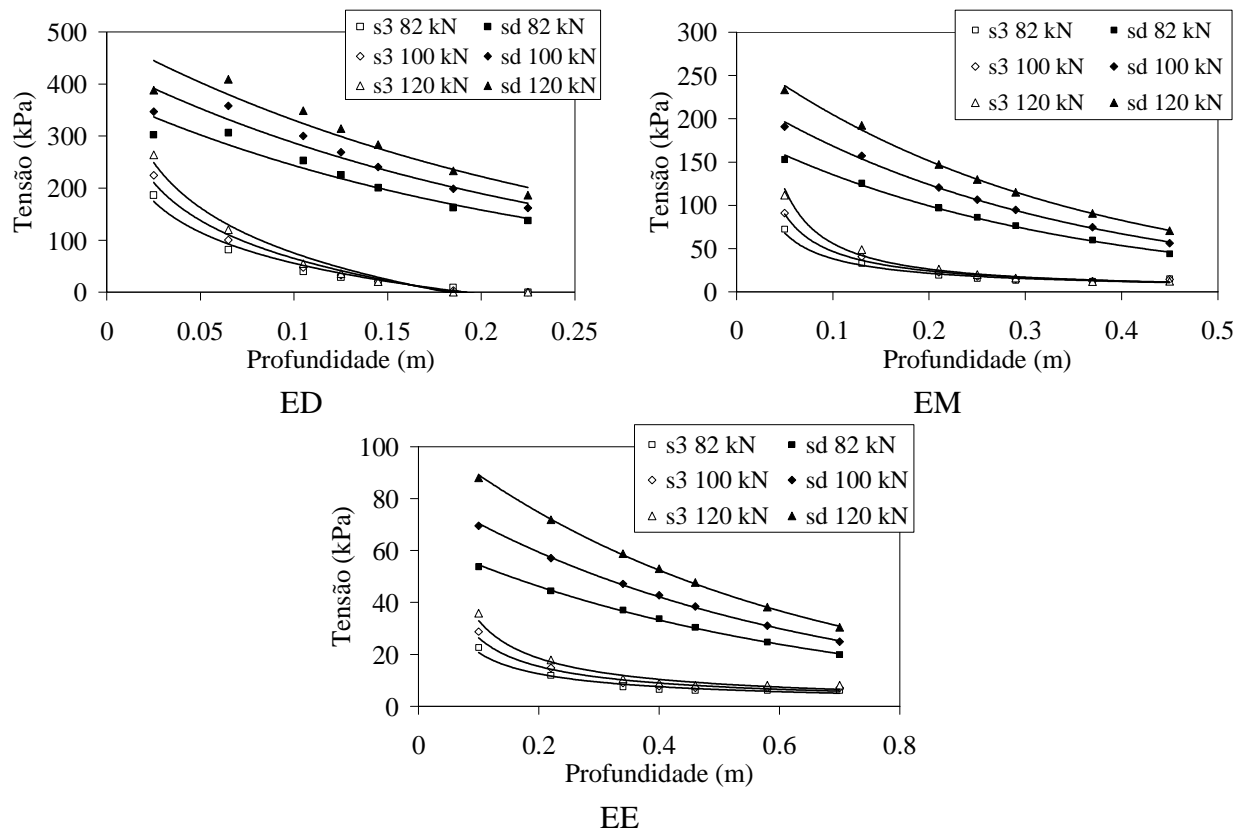 s3 82 kN sd 82 kN
s3 100 kN sd 100 kN
s3 120 kN sd 120 kN
Tensão (kPa)
500
400
300
200
100
0
0 0.05 0.1 0.15 0.2 0.25
Profundidade (m)
ED
s3 82 kN sd 82 kN
s3 100 kN sd 100 kN
s3 120 kN sd 120 kN
Tensão (kPa)
300
250
200
150
100
50
0
0 0.1 0.2 0.3 0.4 0.5
Profundidade (m)
EM
s3 82 kN sd 82 kN
s3 100 kN sd 100 kN
s3 120 kN sd 120 kN
Tensão (kPa)
100
80
60
40
20
0
0 0.2 0.4 0.6 0.8
Profundidade (m)
EE